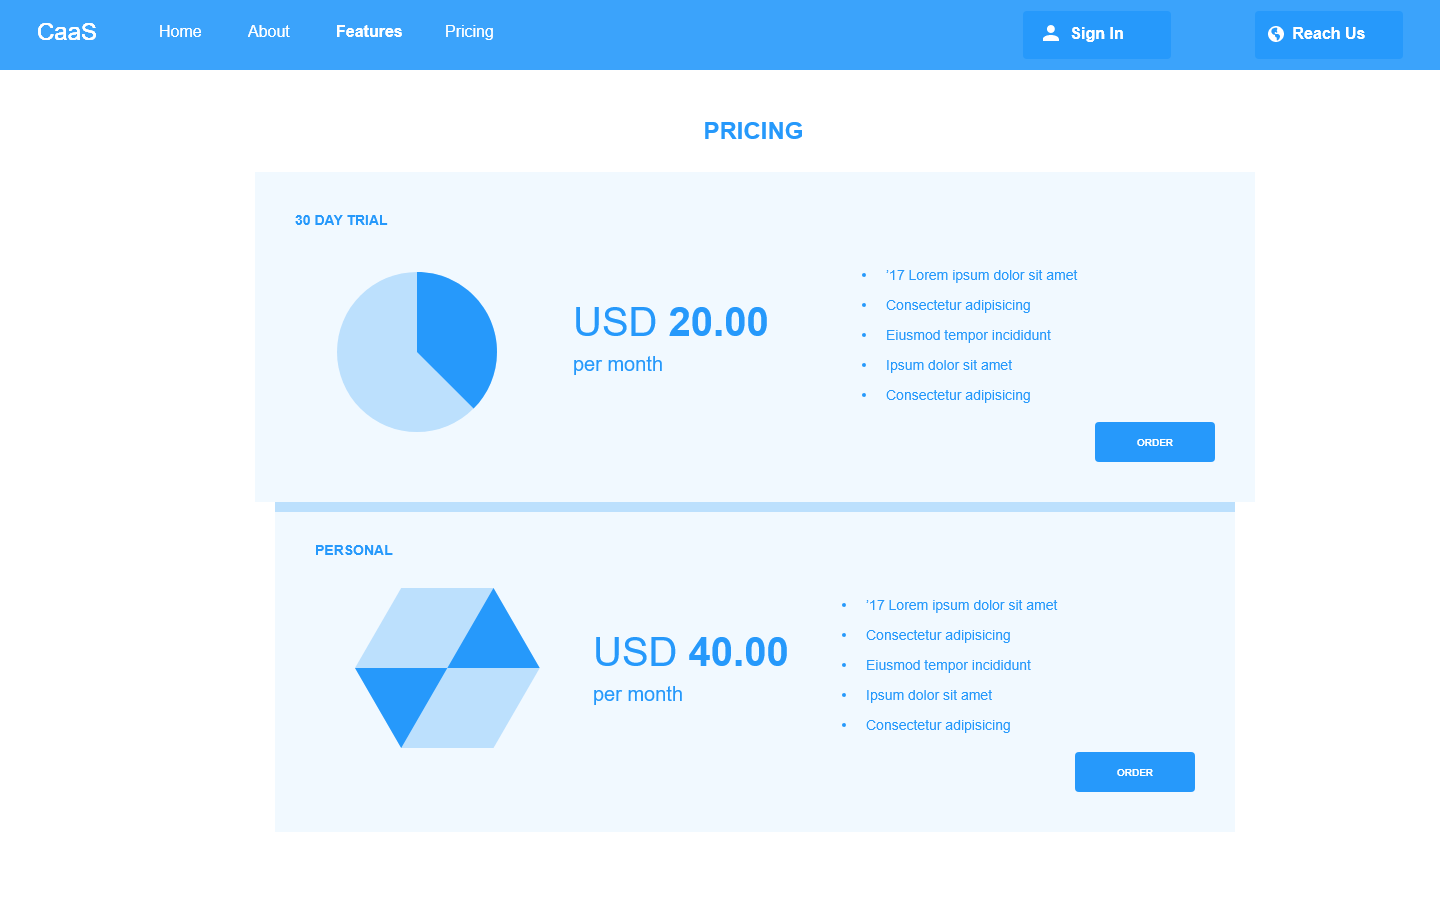 CaaS Home About Features Pricing Sign In Reach Us
PRICING
30 DAY TRIAL
USD 20.00
per month
• ’17 Lorem ipsum dolor sit amet
• Consectetur adipisicing
• Eiusmod tempor incididunt
• Ipsum dolor sit amet
• Consectetur adipisicing
ORDER
PERSONAL
USD 40.00
per month
• ’17 Lorem ipsum dolor sit amet
• Consectetur adipisicing
• Eiusmod tempor incididunt
• Ipsum dolor sit amet
• Consectetur adipisicing
ORDER